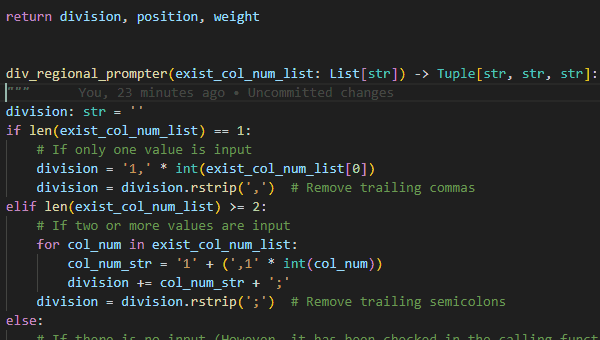 return division, position, weight
div_regional_prompter(exist_col_num_list: List[str]) -> Tuple[str, str, str]:
""" You, 23 minutes ago • Uncommitted changes
division: str = ''
if len(exist_col_num_list) == 1:
# If only one value is input
division = '1,' * int(exist_col_num_list[0])
division = division.rstrip(',') # Remove trailing commas
elif len(exist_col_num_list) >= 2:
# If two or more values are input
for col_num in exist_col_num_list:
col_num_str = '1' + (',1' * int(col_num))
division += col_num_str + ';'
division = division.rstrip(';') # Remove trailing semicolons
else:
# If there is no input (However, it has been checked in the calling funct